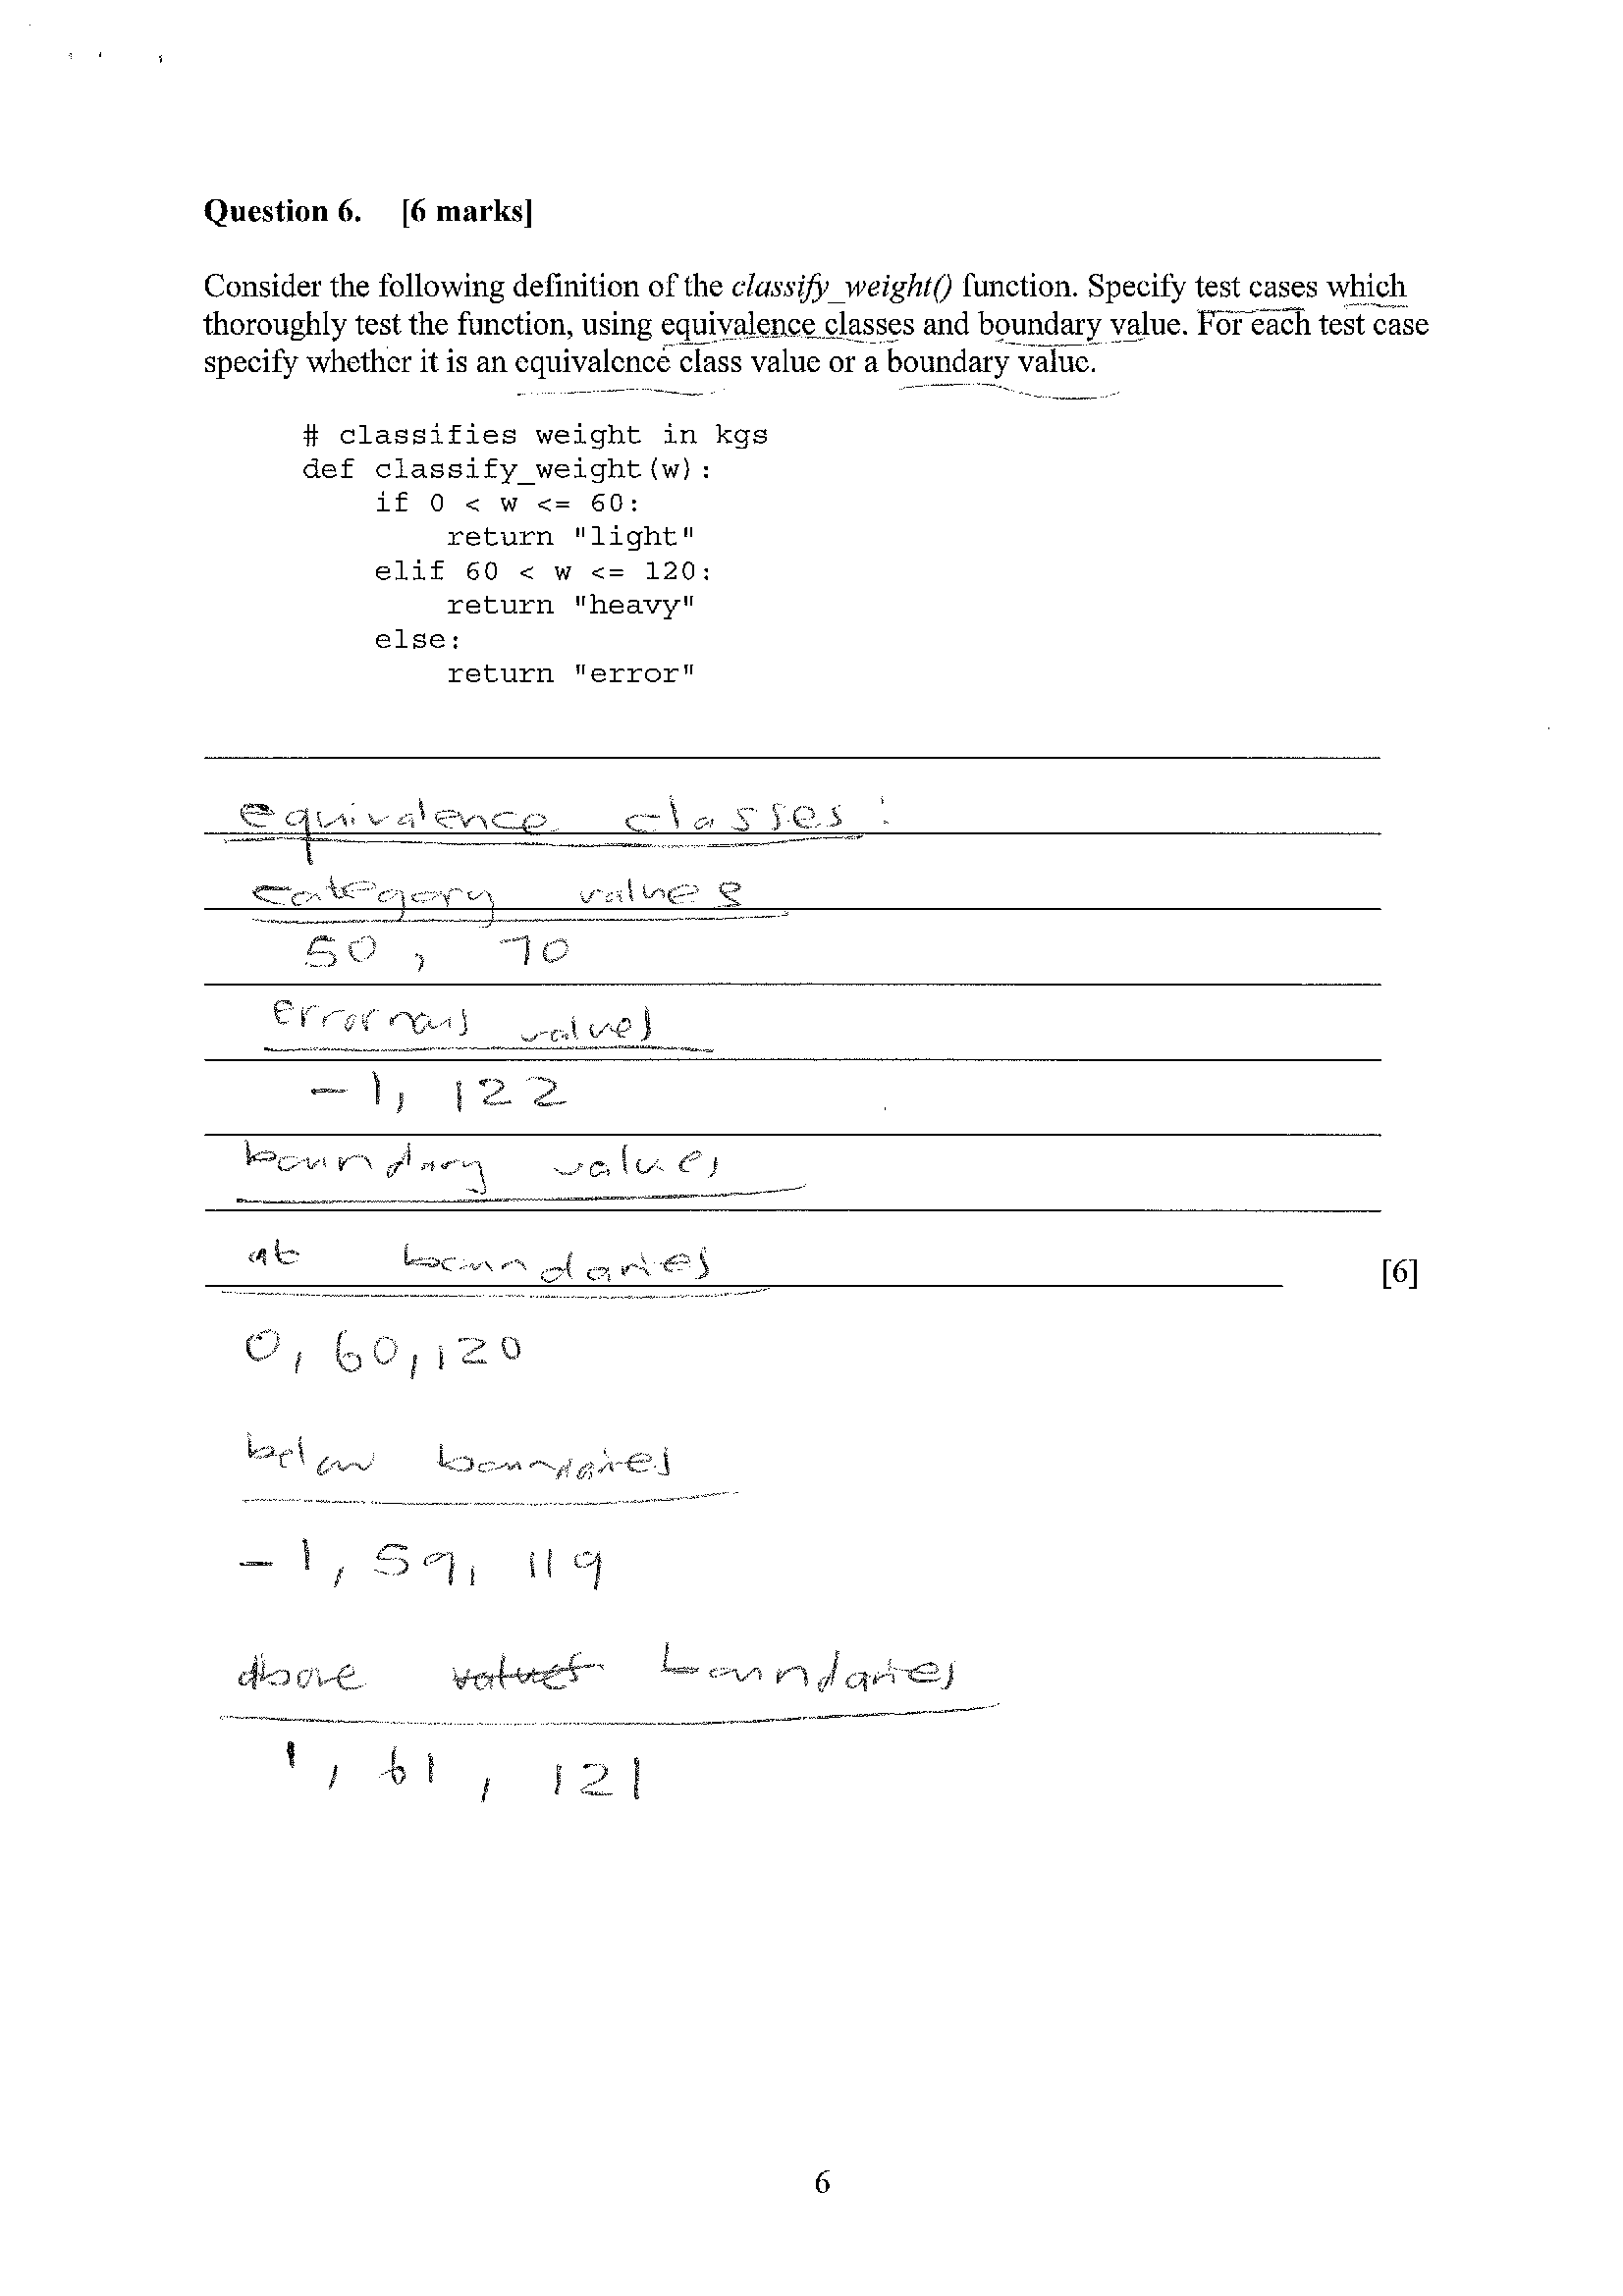 Question 6. [6 marks]
Consider the following definition of the classify_weight() function. Specify test cases which
thoroughly test the function, using equivalence classes and boundary value. For each test case
specify whether it is an equivalence class value or a boundary value.
# classifies weight in kgs
def classify_weight(w):
    if 0 < w <= 60:
        return "light"
    elif 60 < w <= 120:
        return "heavy"
    else:
        return "error"
equivalence classes:
category values
50, 70
Errornous values
-1, 122
boundary values
at boundaries
[6]
0, 60, 120
below boundaires
-1, 59, 119
above values boundaries
1, 61, 121
6